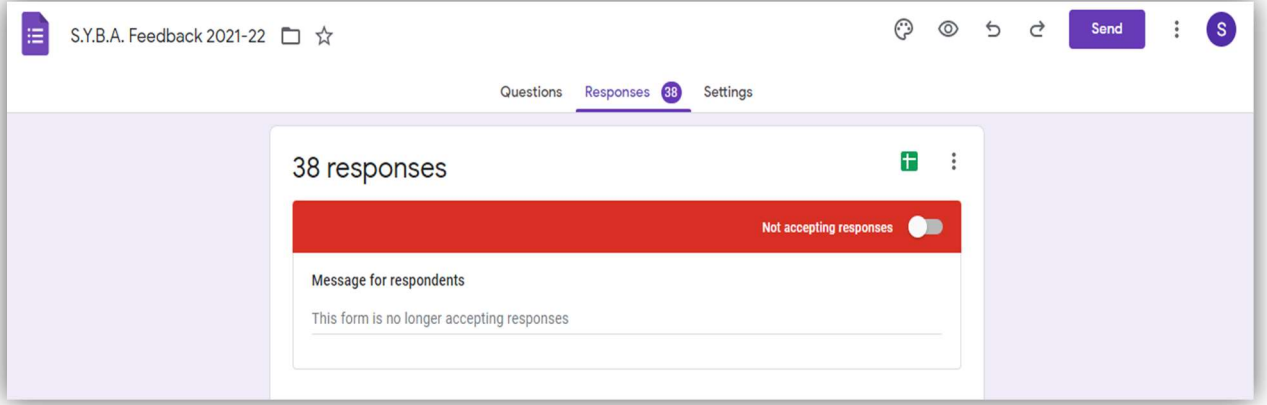 S.Y.B.A. Feedback 2021-22
Send
S
Questions Responses 38 Settings
38 responses
Not accepting responses
Message for respondents
This form is no longer accepting responses